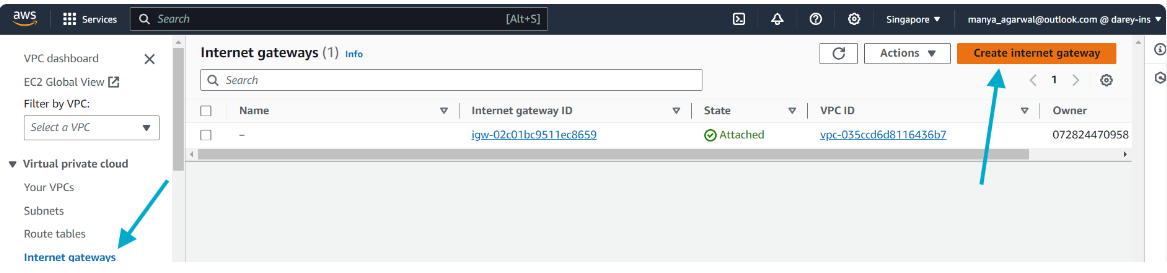 aws Services Search [Alt+S] Singapore ▼ manya_agarwal@outlook.com @ darey-ins ▼
VPC dashboard
EC2 Global View
Filter by VPC:
Select a VPC
Virtual private cloud
Your VPCs
Subnets
Route tables
Internet gateways
Internet gateways (1) Info
Actions ▼ Create internet gateway
Search
1
Name Internet gateway ID State VPC ID Owner
– igw-02c01bc9511ec8659 Attached vpc-035ccd6d8116436b7 072824470958